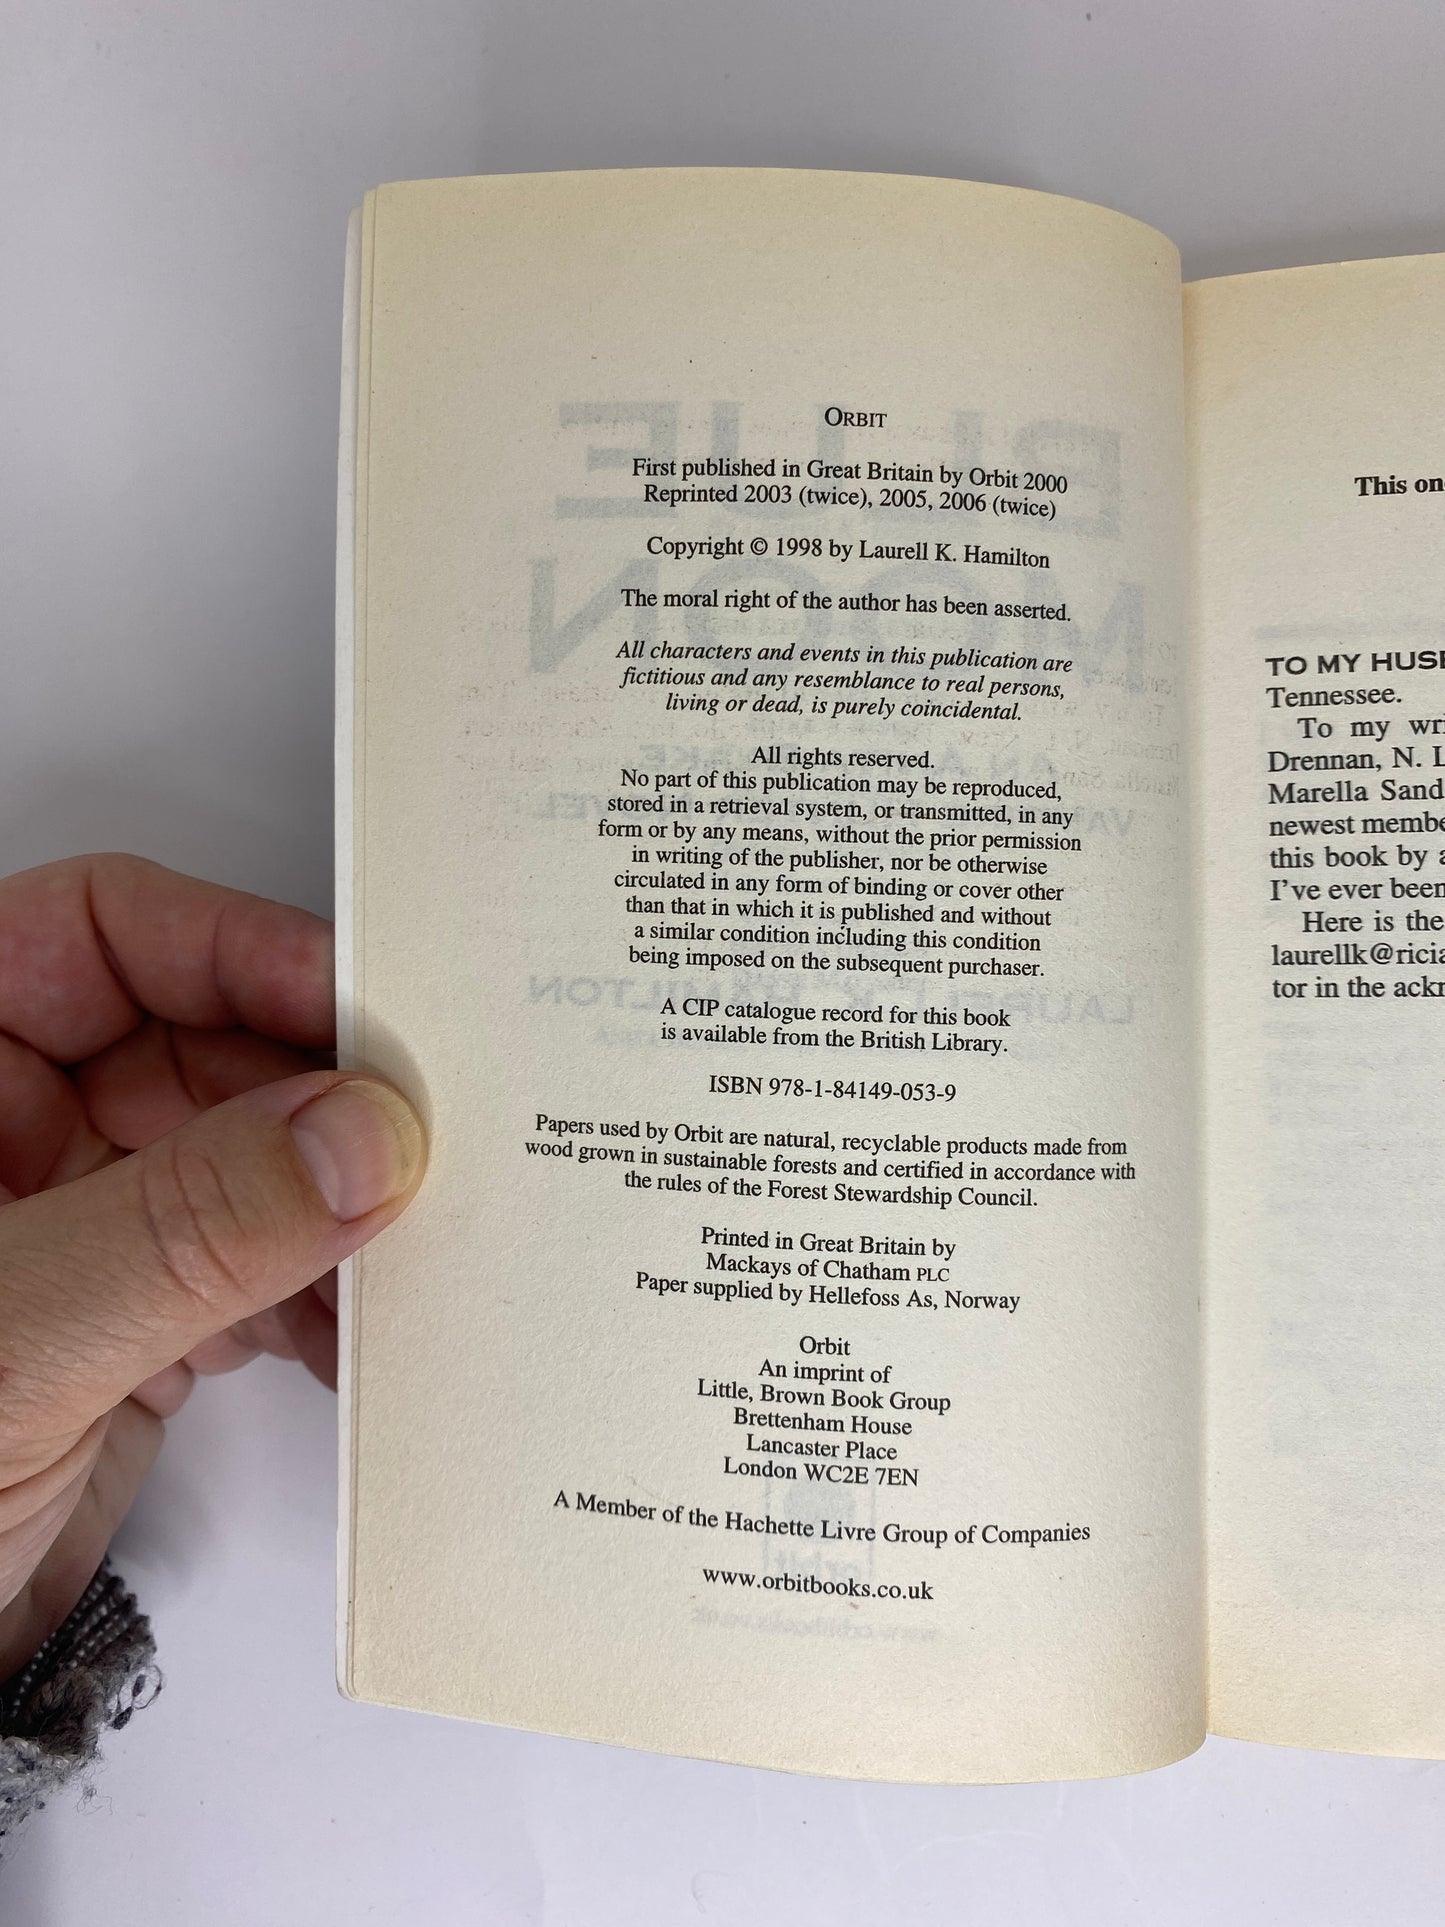 ORBIT
First published in Great Britain by Orbit 2000
Reprinted 2003 (twice), 2005, 2006 (twice)
Copyright © 1998 by Laurell K. Hamilton
The moral right of the author has been asserted.
All characters and events in this publication are
fictitious and any resemblance to real persons,
living or dead, is purely coincidental.
All rights reserved.
No part of this publication may be reproduced,
stored in a retrieval system, or transmitted, in any
form or by any means, without the prior permission
in writing of the publisher, nor be otherwise
circulated in any form of binding or cover other
than that in which it is published and without
a similar condition including this condition
being imposed on the subsequent purchaser.
A CIP catalogue record for this book
is available from the British Library.
ISBN 978-1-84149-053-9
Papers used by Orbit are natural, recyclable products made from
wood grown in sustainable forests and certified in accordance with
the rules of the Forest Stewardship Council.
Printed in Great Britain by
Mackays of Chatham PLC
Paper supplied by Hellefoss As, Norway
Orbit
An imprint of
Little, Brown Book Group
Brettenham House
Lancaster Place
London WC2E 7EN
A Member of the Hachette Livre Group of Companies
www.orbitbooks.co.uk
This
TO MY
Tennessee.
To my
Drennan, N.
Marella
newest
this book by
I've ever been
Here is the
tor in the